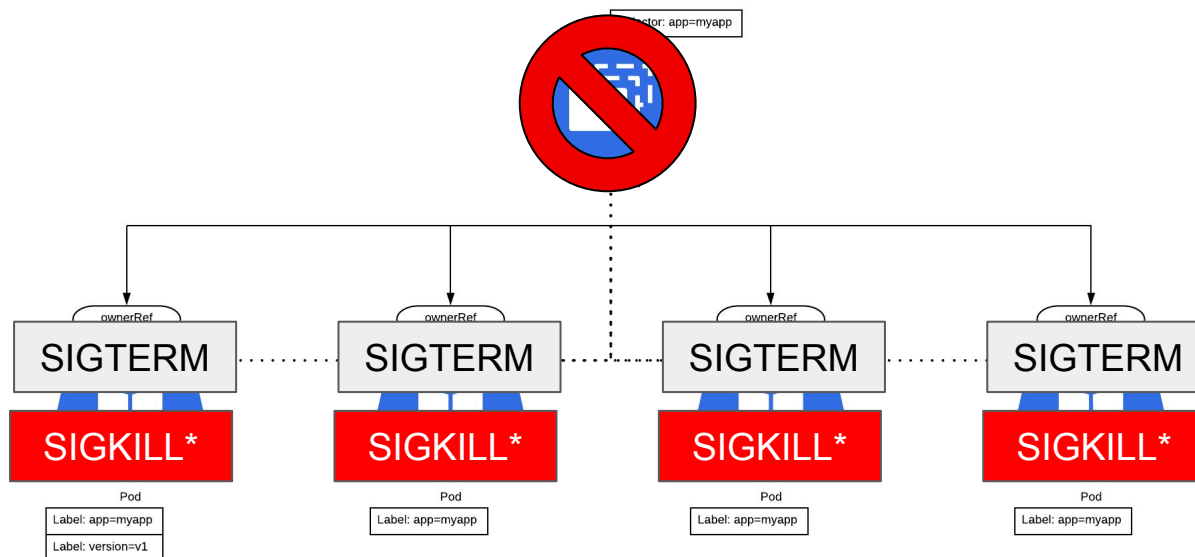 app=myapp
ownerRef ownerRef ownerRef ownerRef
SIGTERM SIGTERM SIGTERM SIGTERM
SIGKILL* SIGKILL* SIGKILL* SIGKILL*
Pod Pod Pod Pod
Label: app=myapp Label: app=myapp Label: app=myapp Label: app=myapp
Label: version=v1